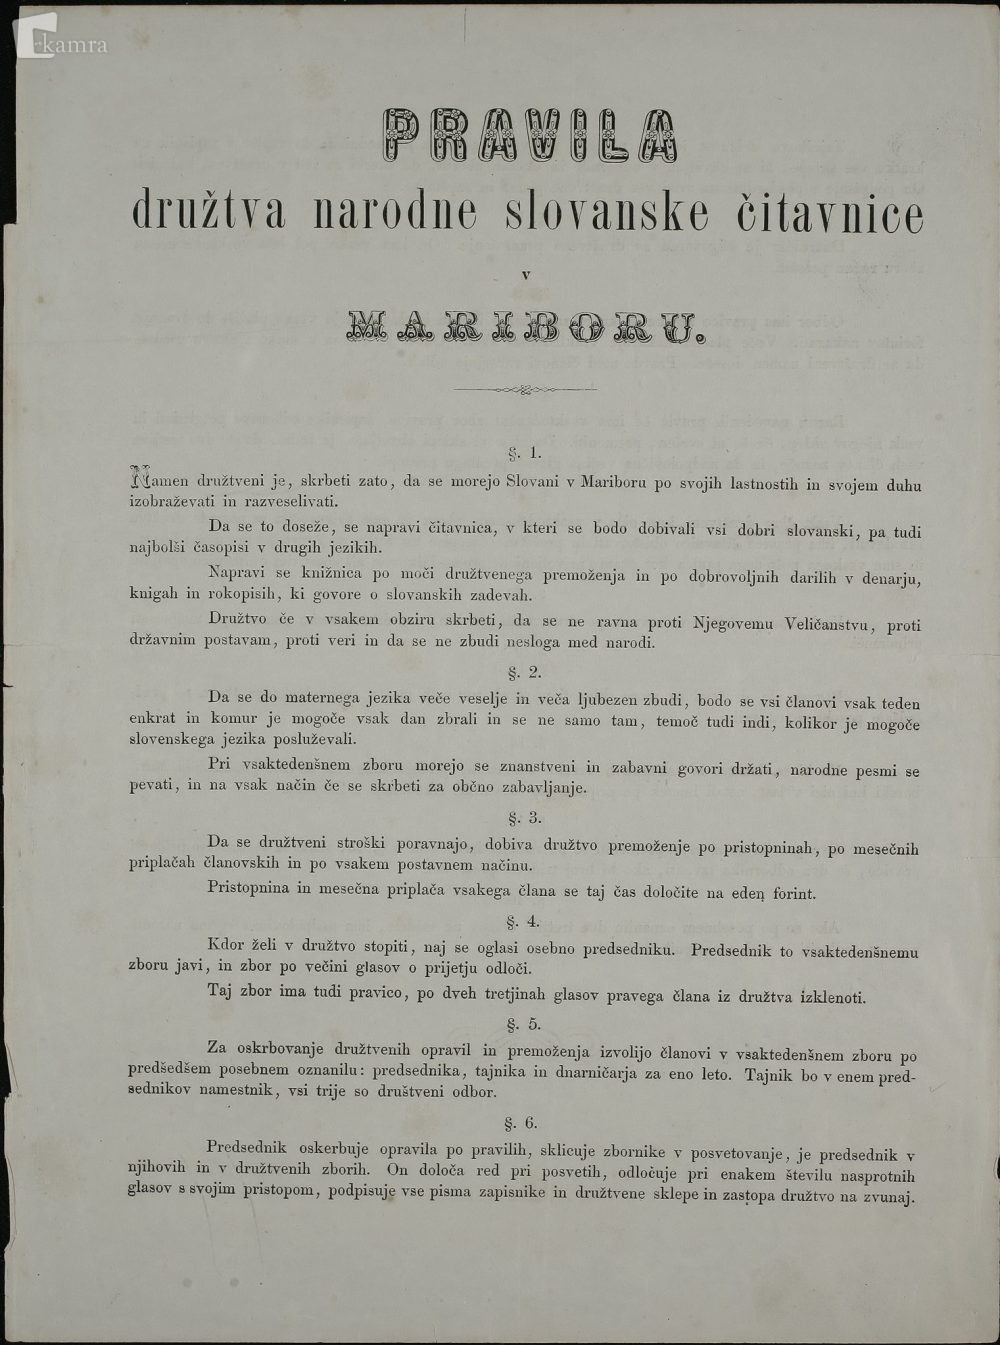 kamra
PRAVILA
družtva narodne slovanske čitavnice
v
MARIBORU.
§. 1.
Namen družtveni je, skrbeti zato, da se morejo Slovani v Mariboru po svojih lastnostih in svojem duhu
izobraževati in razveselivati.
Da se to doseže, se napravi čitavnica, v kteri se bodo dobivali vsi dobri slovanski, pa tudi
najbolši časopisi v drugih jezikih.
Napravi se knižnica po moči družtvenega premoženja in po dobrovoljnih darilih v denarju,
knigah in rokopisih, ki govore o slovanskih zadevah.
Družtvo če v vsakem obziru skrbeti, da se ne ravna proti Njegovemu Veličanstvu, proti
državnim postavam, proti veri in da se ne zbudi nesloga med narodi.
§. 2.
Da se do maternega jezika veče veselje in veča ljubezen zbudi, bodo se vsi članovi vsak teden
enkrat in komur je mogoče vsak dan zbrali in se ne samo tam, temoč tudi indi, kolikor je mogoče
slovenskega jezika posluževali.
Pri vsaktedenšnem zboru morejo se znanstveni in zabavni govori držati, narodne pesmi se
pevati, in na vsak način če se skrbeti za občno zabavljanje.
§. 3.
Da se družtveni stroški poravnajo, dobiva družtvo premoženje po pristopninah, po mesečnih
priplačah članovskih in po vsakem postavnem načinu.
Pristopnina in mesečna priplača vsakega člana se taj čas določite na eden forint.
§. 4.
Kdor želi v družtvo stopiti, naj se oglasi osebno predsedniku. Predsednik to vsaktedenšnemu
zboru javi, in zbor po večini glasov o prijetju odloči.
Taj zbor ima tudi pravico, po dveh tretjinah glasov pravega člana iz družtva izklenoti.
§. 5.
Za oskrbovanje družtvenih opravil in premoženja izvolijo članovi v vsaktedenšnem zboru po
predšedšem posebnem oznanilu: predsednika, tajnika in dnarničarja za eno leto. Tajnik bo v enem pred-
sednikov namestnik, vsi trije so društveni odbor.
§. 6.
Predsednik oskerbuje opravila po pravilih, sklicuje zbornike v posvetovanje, je predsednik v
njihovih in v družtvenih zborih. On določa red pri posvetih, odločuje pri enakem številu nasprotnih
glasov s svojim pristopom, podpisuje vse pisma zapisnike in družtvene sklepe in zastopa družtvo na zvunaj.